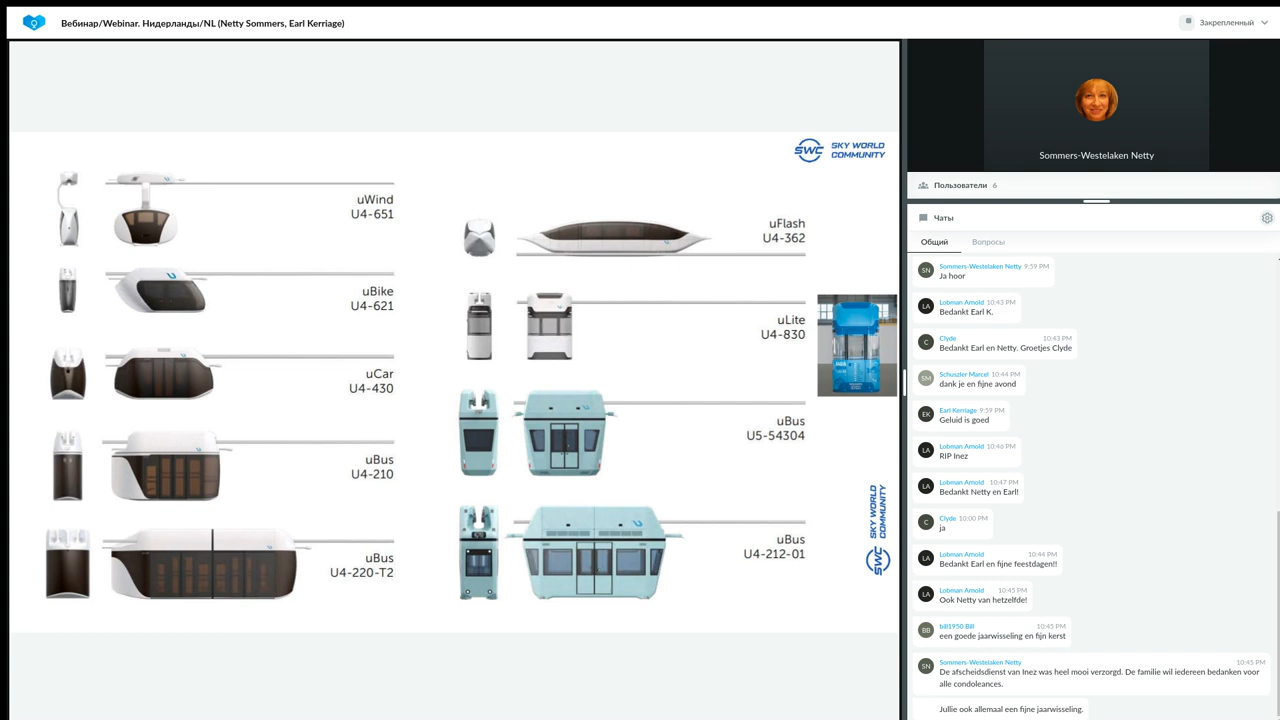 Вебинар/Webinar. Нидерланды/NL (Netty Sommers, Earl Kerriage)
Закрепленный
SWC SKY WORLD
COMMUNITY
uWind
U4-651
uBike
U4-621
uCar
U4-430
uBus
U4-210
uBus
U4-220-T2
uFlash
U4-362
uLite
U4-830
uBus
U5-54304
uBus
U4-212-01
SWC SKY WORLD
COMMUNITY
Sommers-Westelaken Netty
Пользователи 6
Чаты
Общий Вопросы
SN Sommers-Westelaken Netty 9:59 PM
Ja hoor
LA Lobman Arnold 10:43 PM
Bedankt Earl K.
C Clyde 10:43 PM
Bedankt Earl en Netty. Groetjes Clyde
SM Schuszler Marcel 10:44 PM
dank je en fijne avond
EK Earl Kerriage 9:59 PM
Geluid is goed
LA Lobman Arnold 10:46 PM
RIP Inez
LA Lobman Arnold 10:47 PM
Bedankt Netty en Earl!
C Clyde 10:00 PM
ja
LA Lobman Arnold 10:44 PM
Bedankt Earl en fijne feestdagen!!
LA Lobman Arnold 10:45 PM
Ook Netty van hetzelfde!
BB bill1950 Bill 10:45 PM
een goede jaarwisseling en fijn kerst
SN Sommers-Westelaken Netty 10:45 PM
De afscheidsdienst van Inez was heel mooi verzorgd. De familie wil iedereen bedanken voor
alle condoleances.
Jullie ook allemaal een fijne jaarwisseling.